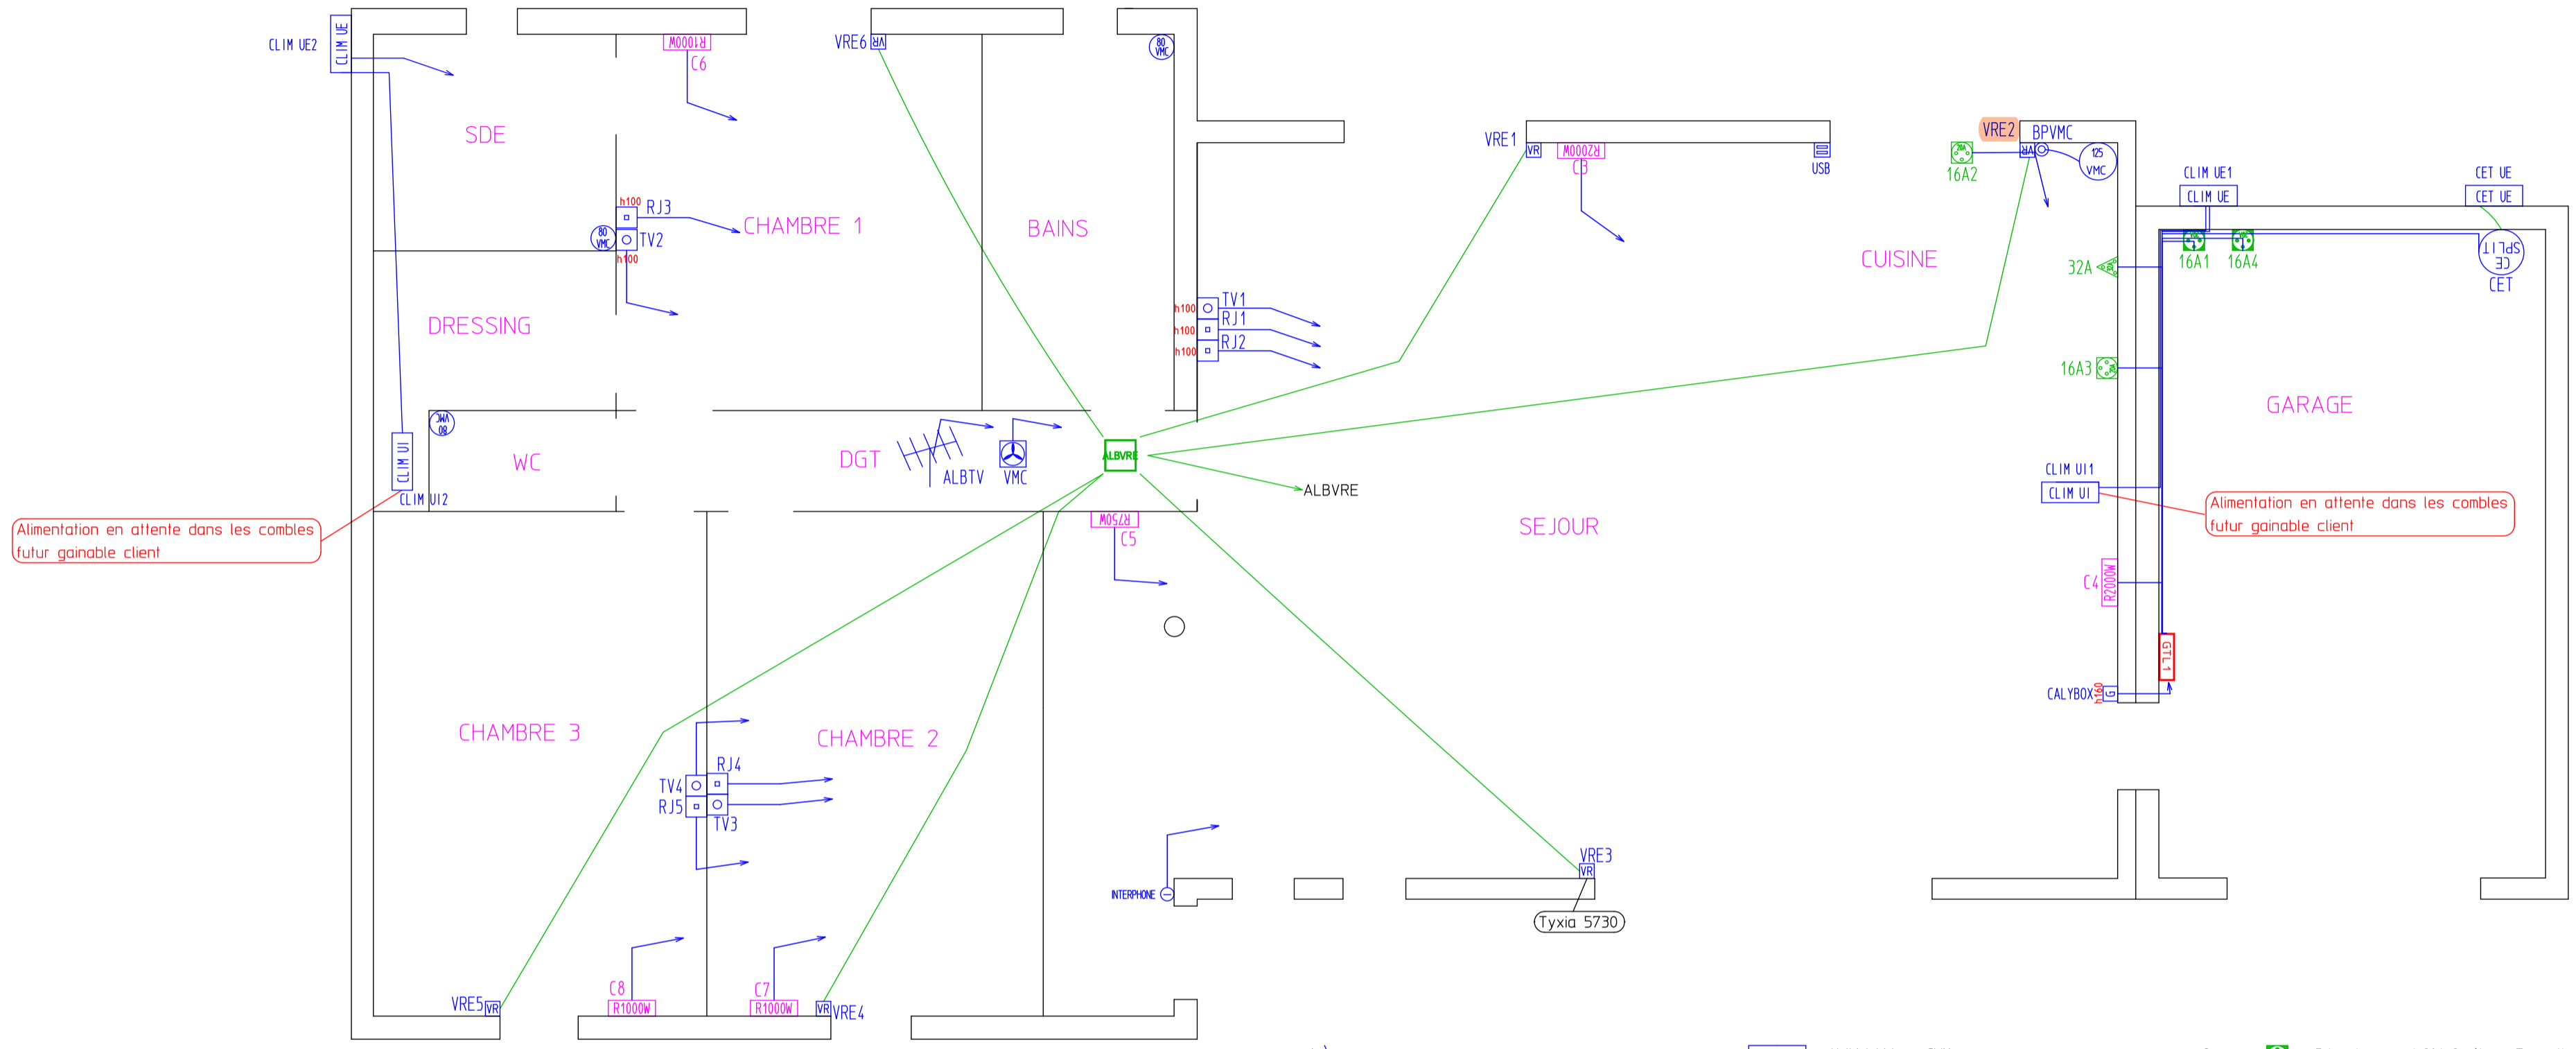 CLIM UE2
CLIM UE
R1000W
C6
VRE6
VR
80
VMC
SDE
h100
RJ3
80
VMC
TV2
h100
CHAMBRE 1
BAINS
DRESSING
VRE1
VR
R2000W
C3
USB
VRE2
BPVMC
VR
16A2
125
VMC
CLIM UE1
CLIM UE
CET UE
CET UE
CUISINE
32A
16A1
16A4
SPLIT
CE
CET
h100
TV1
h100
RJ1
h100
RJ2
16A3
GARAGE
80
VMC
WC
DGT
ALBTV
VMC
ALBVRE
ALBVRE
CLIM UI
CLIM UI2
Alimentation en attente dans les combles
futur gainable client
R750W
C5
SEJOUR
CLIM UI1
CLIM UI
Alimentation en attente dans les combles
futur gainable client
C4
R2000W
GTL 1
CALYBOX
h160
G
CHAMBRE 3
CHAMBRE 2
RJ4
TV4
RJ5
TV3
INTERPHONE
VRE3
VR
Tyxia 5730
VRE5
VR
C8
R1000W
C7
R1000W
VR
VRE4